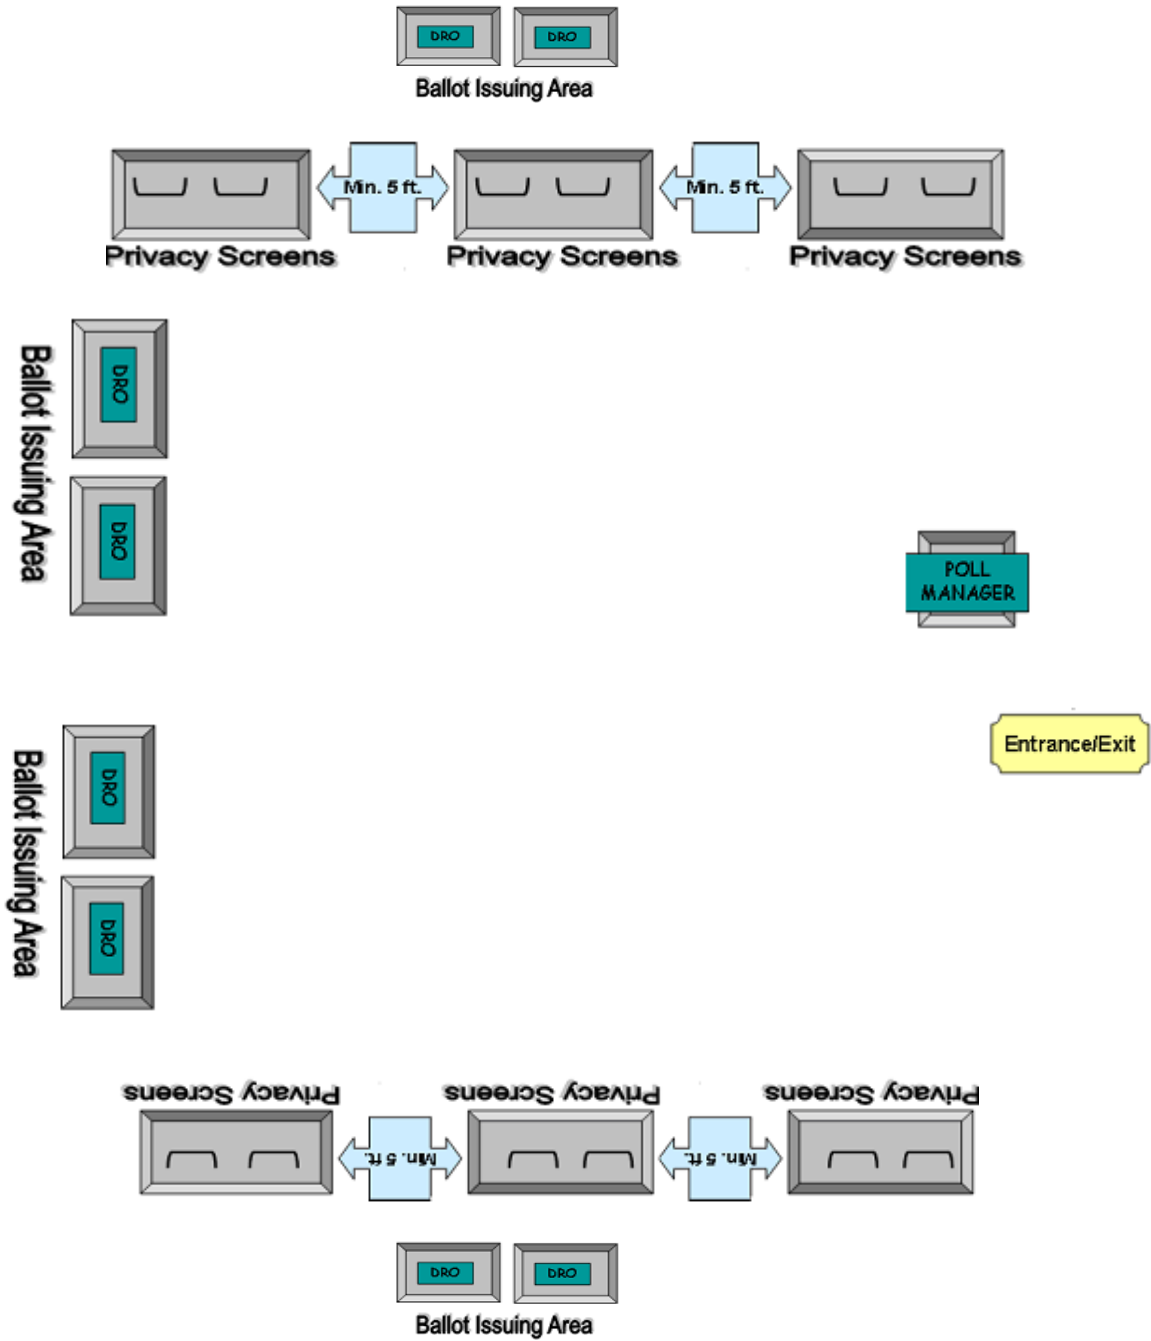 DRO DRO
Ballot Issuing Area
Min. 5 ft. Min. 5 ft.
Privacy Screens Privacy Screens Privacy Screens
Ballot Issuing Area
DRO
DRO
POLL
MANAGER
Entrance/Exit
Ballot Issuing Area
DRO
DRO
Privacy Screens Privacy Screens Privacy Screens
Min. 5 ft. Min. 5 ft.
DRO DRO
Ballot Issuing Area